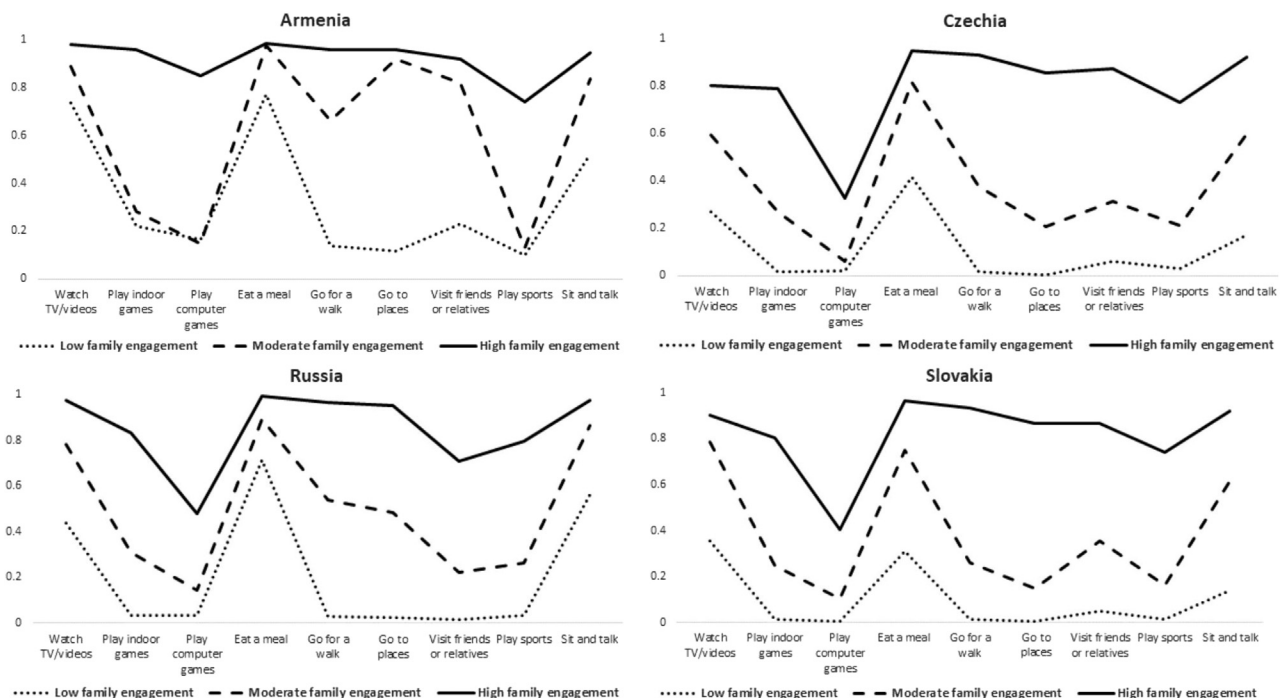 Armenia
1
0.8
0.6
0.4
0.2
0
Watch TV/videos
Play indoor games
Play computer games
Eat a meal
Go for a walk
Go to places
Visit friends or relatives
Play sports
Sit and talk
Low family engagement
Moderate family engagement
High family engagement
Czechia
1
0.8
0.6
0.4
0.2
0
Watch TV/videos
Play indoor games
Play computer games
Eat a meal
Go for a walk
Go to places
Visit friends or relatives
Play sports
Sit and talk
Low family engagement
Moderate family engagement
High family engagement
Russia
1
0.8
0.6
0.4
0.2
0
Watch TV/videos
Play indoor games
Play computer games
Eat a meal
Go for a walk
Go to places
Visit friends or relatives
Play sports
Sit and talk
Low family engagement
Moderate family engagement
High family engagement
Slovakia
1
0.8
0.6
0.4
0.2
0
Watch TV/videos
Play indoor games
Play computer games
Eat a meal
Go for a walk
Go to places
Visit friends or relatives
Play sports
Sit and talk
Low family engagement
Moderate family engagement
High family engagement